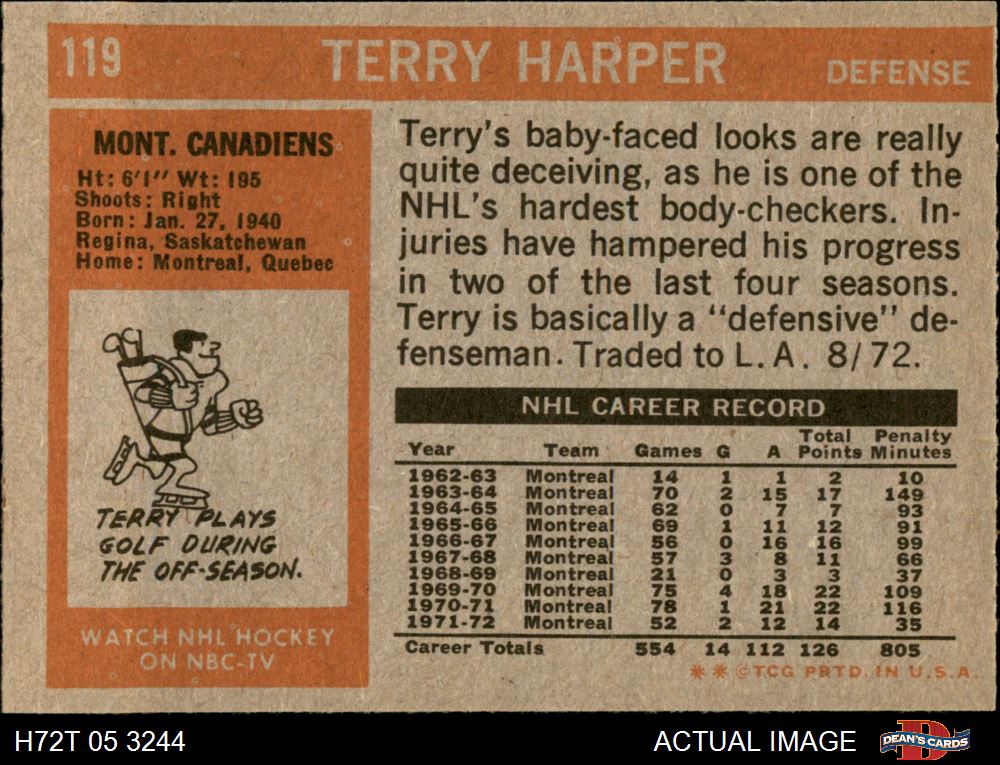 119 TERRY HARPER DEFENSE
MONT. CANADIENS
Ht: 6'1" Wt: 195
Shoots: Right
Born: Jan. 27, 1940
Regina, Saskatchewan
Home: Montreal, Quebec
TERRY PLAYS
GOLF DURING
THE OFF-SEASON.
WATCH NHL HOCKEY
ON NBC-TV
Terry's baby-faced looks are really
quite deceiving, as he is one of the
NHL's hardest body-checkers. In-
juries have hampered his progress
in two of the last four seasons.
Terry is basically a "defensive" de-
fenseman. Traded to L.A. 8/72.
NHL CAREER RECORD
Year Team Games G A Total Points Penalty Minutes
1962-63 Montreal 14 1 1 2 10
1963-64 Montreal 70 2 15 17 149
1964-65 Montreal 62 0 7 7 93
1965-66 Montreal 69 1 11 12 91
1966-67 Montreal 56 0 16 16 99
1967-68 Montreal 57 3 8 11 66
1968-69 Montreal 21 0 3 3 37
1969-70 Montreal 75 4 18 22 109
1970-71 Montreal 78 1 21 22 116
1971-72 Montreal 52 2 12 14 35
Career Totals 554 14 112 126 805
** ©TCG PRTD. IN U.S.A.
H72T 05 3244 ACTUAL IMAGE DEAN'S CARDS